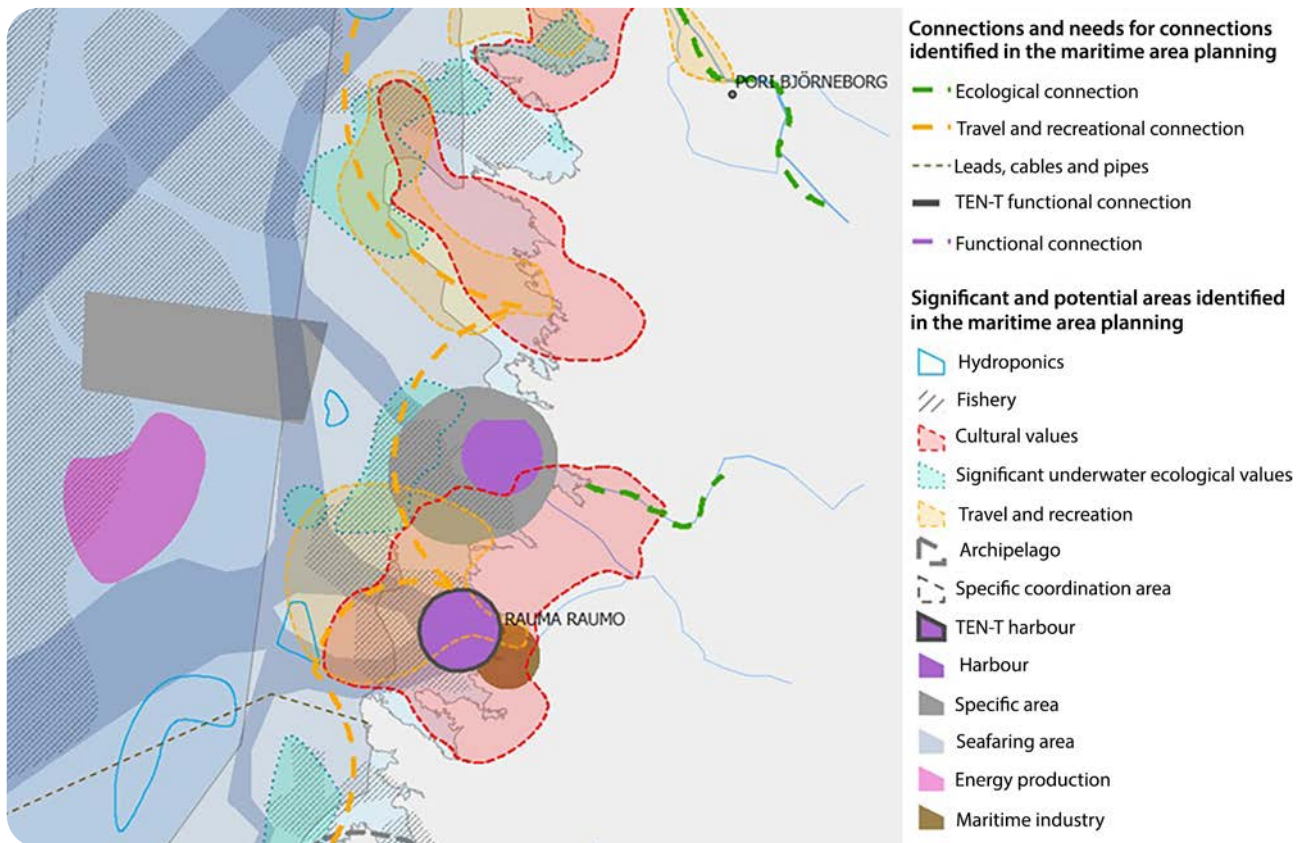 PORI BJÖRNEBORG
RAUMA RAUMO
Connections and needs for connections
identified in the maritime area planning
Ecological connection
Travel and recreational connection
Leads, cables and pipes
TEN-T functional connection
Functional connection
Significant and potential areas identified
in the maritime area planning
Hydroponics
Fishery
Cultural values
Significant underwater ecological values
Travel and recreation
Archipelago
Specific coordination area
TEN-T harbour
Harbour
Specific area
Seafaring area
Energy production
Maritime industry